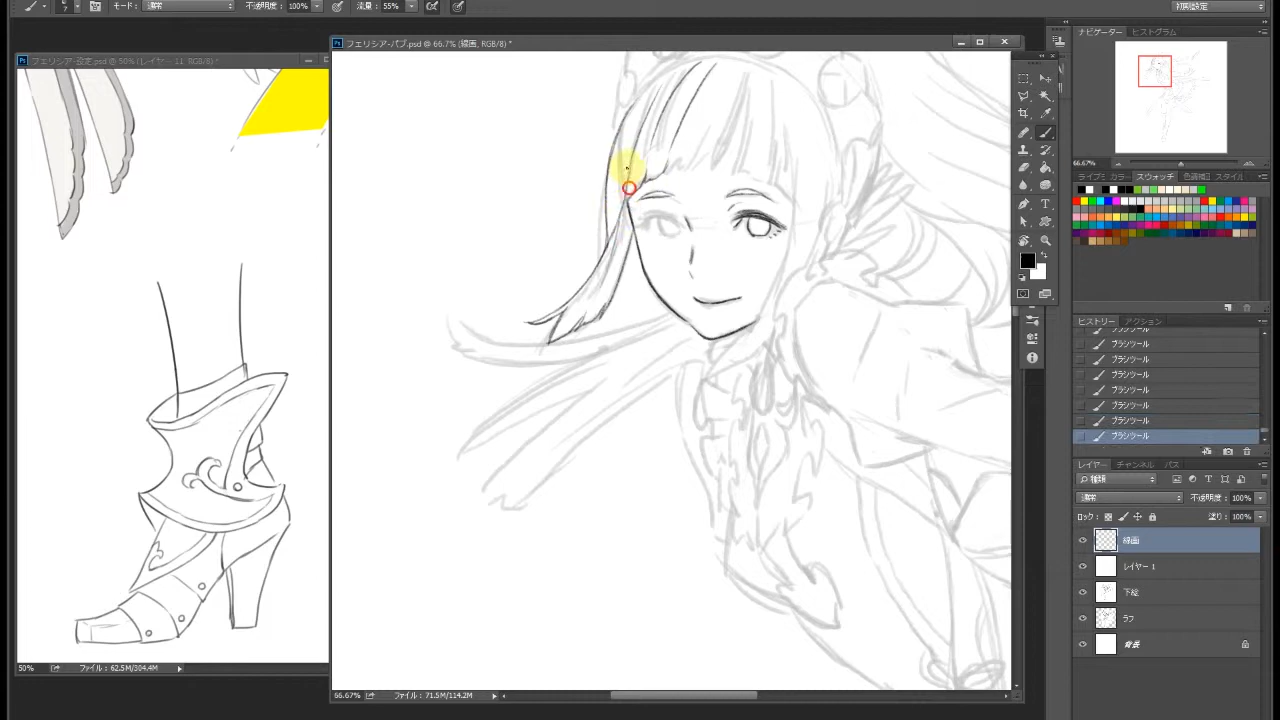 モード： 通常 不透明度： 100% 流量： 55% 初期設定
フェリシア-設定.psd @ 50% (レイヤー 11, RGB/8) *
フェリシア-パブ.psd @ 66.7% (線画, RGB/8) *
ナビゲーター ヒストグラム
66.67%
カラー スウォッチ 色調補正 スタイル
ヒストリー アクション
ブラシツール
ブラシツール
ブラシツール
ブラシツール
ブラシツール
ブラシツール
ブラシツール
ブラシツール
レイヤー チャンネル パス
種類
通常 不透明度： 100%
ロック： 塗り： 100%
線画
レイヤー 1
下絵
ラフ
背景
50% ファイル：62.5M/304.4M
66.67% ファイル：71.5M/114.2M